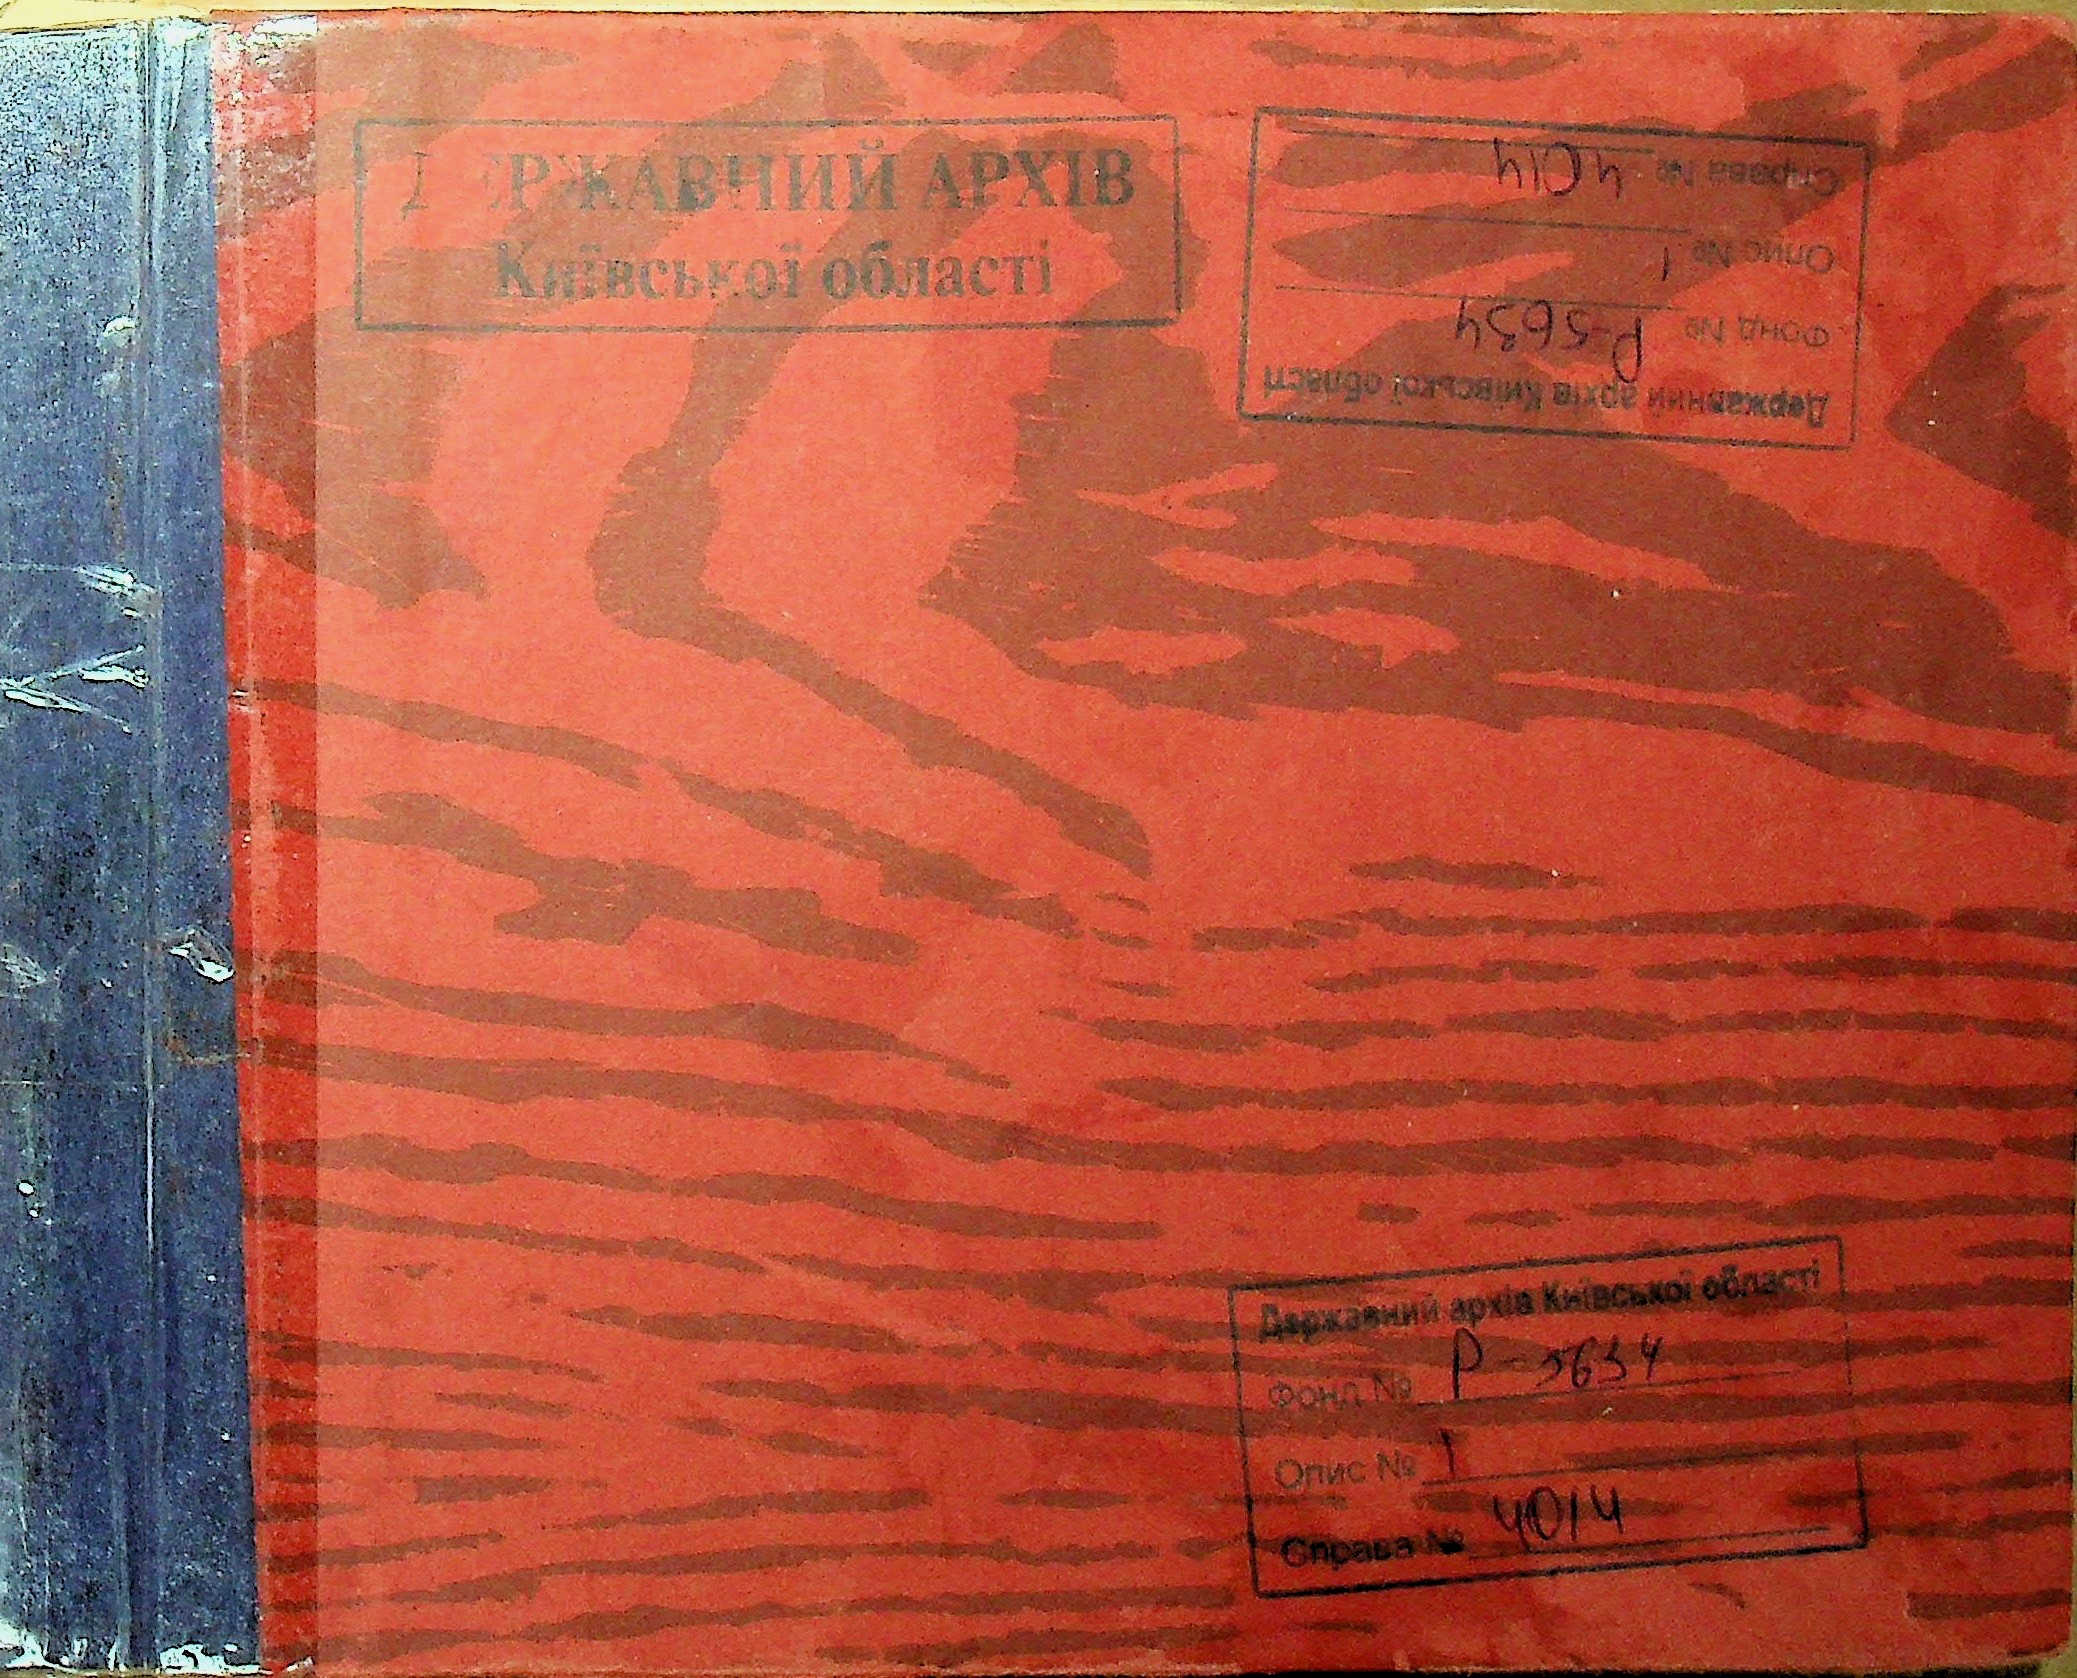 ДЕРЖАВНИЙ АРХІВ
Київської області
Державний архів Київської області
Фонд № Р-5634
Опис № 1
Справа № 4014
Державний архів Київської області
Фонд № Р-5634
Опис № 1
Справа № 4014